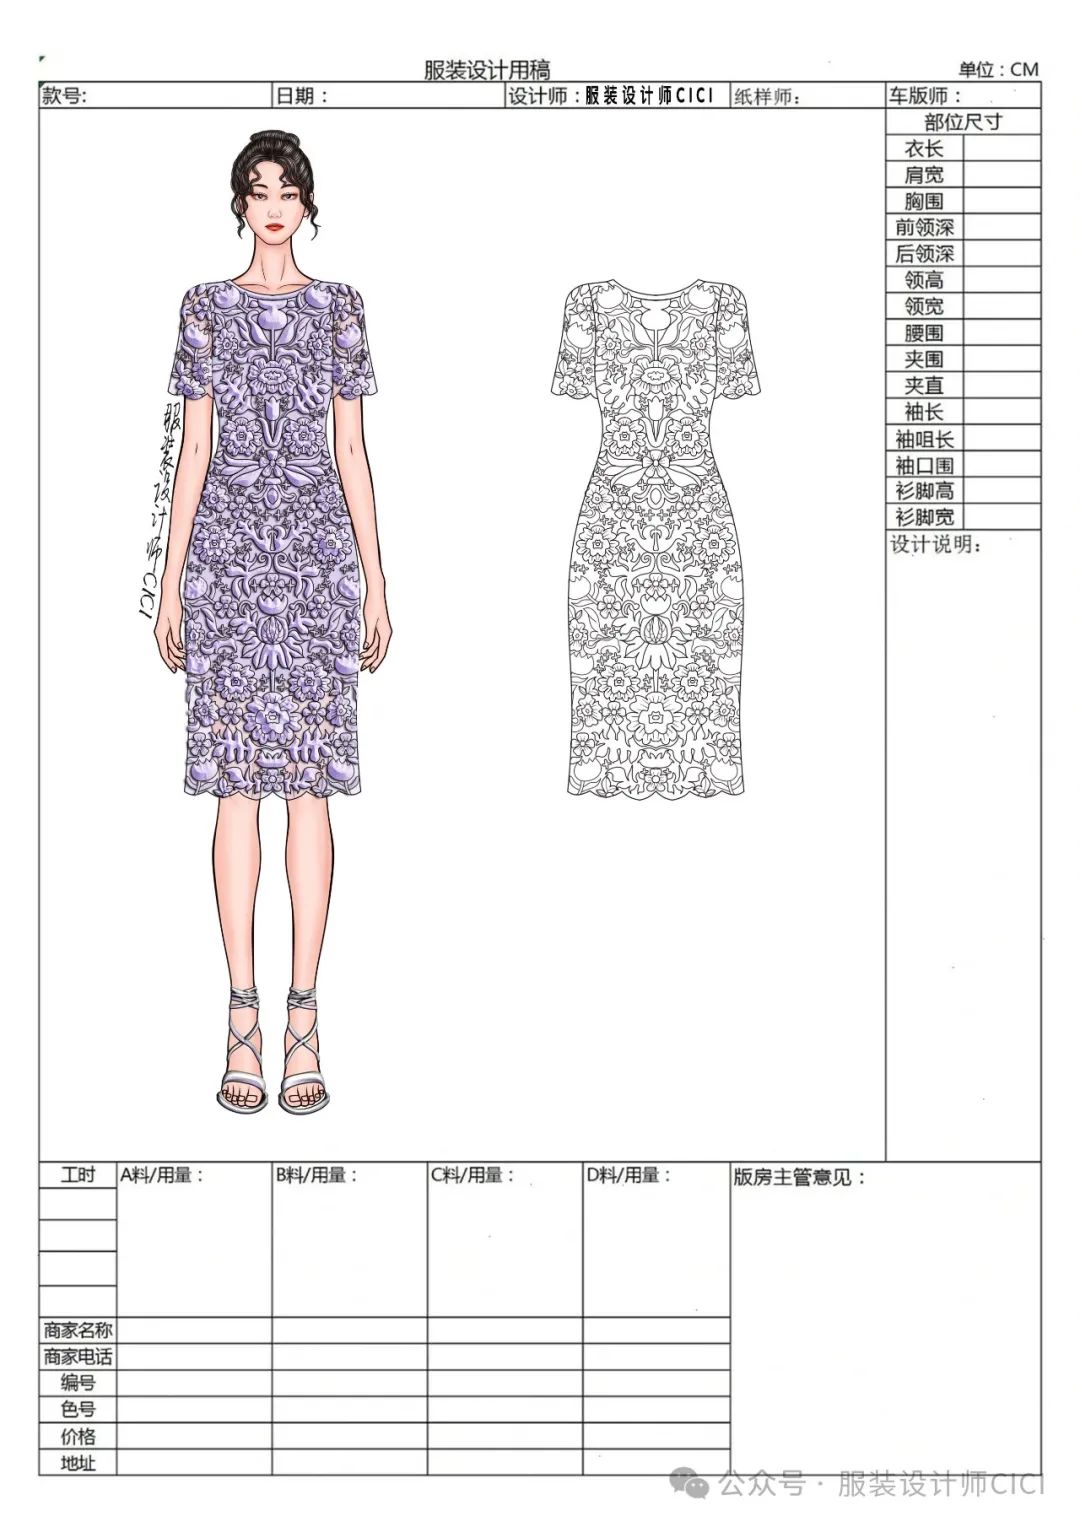 服装设计用稿
单位：CM
款号:
日期：
设计师：服装设计师CICI
纸样师：
车版师：
部位尺寸
衣长
肩宽
胸围
前领深
后领深
领高
领宽
腰围
夹围
夹直
袖长
袖咀长
袖口围
衫脚高
衫脚宽
设计说明：
服装设计师CICI
工时
A料/用量：
B料/用量：
C料/用量：
D料/用量：
版房主管意见：
商家名称
商家电话
编号
色号
价格
地址
公众号·服装设计师CICI